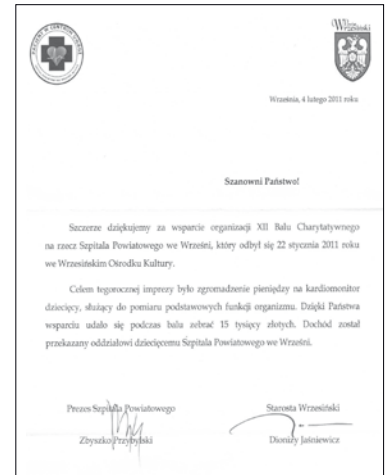 PACJENT W CENTRUM UWAGI
Września, 4 lutego 2011 roku
Szanowni Państwo!
Szczerze dziękujemy za wsparcie organizacji XII Balu Charytatywnego
na rzecz Szpitala Powiatowego we Wrześni, który odbył się 22 stycznia 2011 roku
we Wrzesińskim Ośrodku Kultury.
Celem tegorocznej imprezy było zgromadzenie pieniędzy na kardiomonitor
dziecięcy, służący do pomiaru podstawowych funkcji organizmu. Dzięki Państwa
wsparciu udało się podczas balu zebrać 15 tysięcy złotych. Dochód został
przekazany oddziałowi dziecięcemu Szpitala Powiatowego we Wrześni.
Prezes Szpitala Powiatowego
Starosta Wrzesiński
Zbyszko Przybylski
Dionizy Jaśniewicz